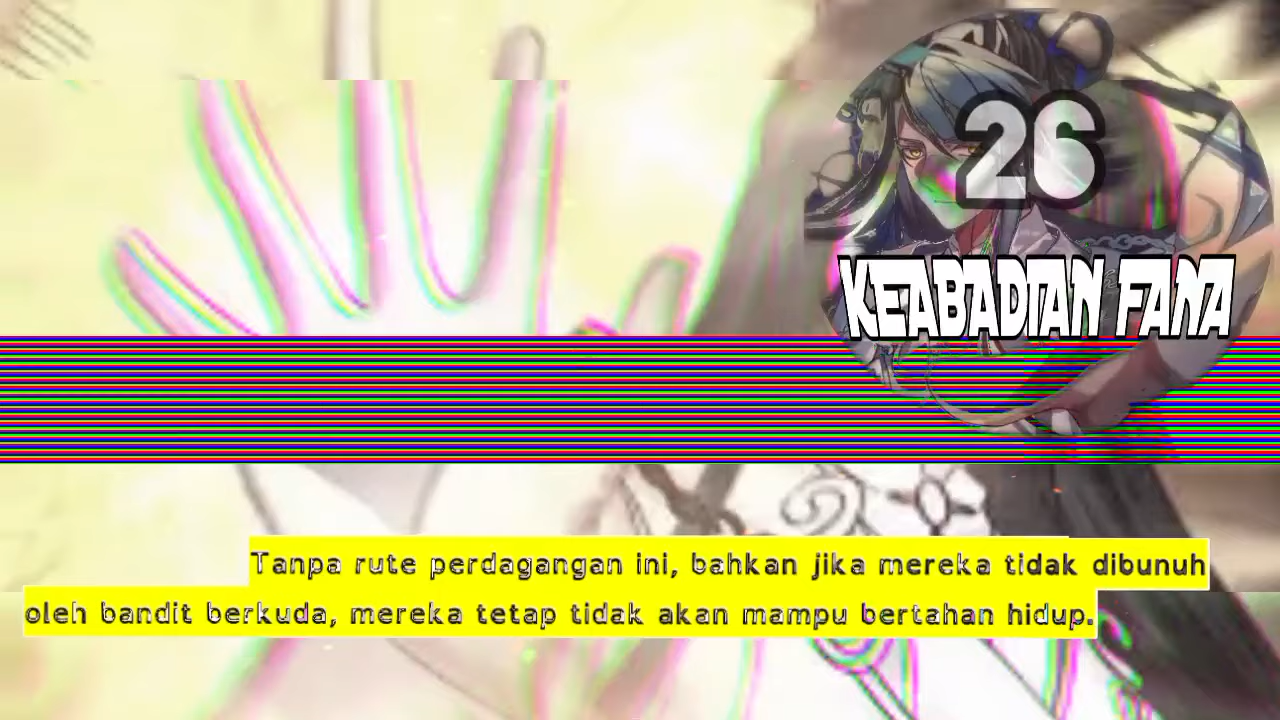 26
KEABADIAN FANA
Tanpa rute perdagangan ini, bahkan jika mereka tidak dibunuh
oleh bandit berkuda, mereka tetap tidak akan mampu bertahan hidup.